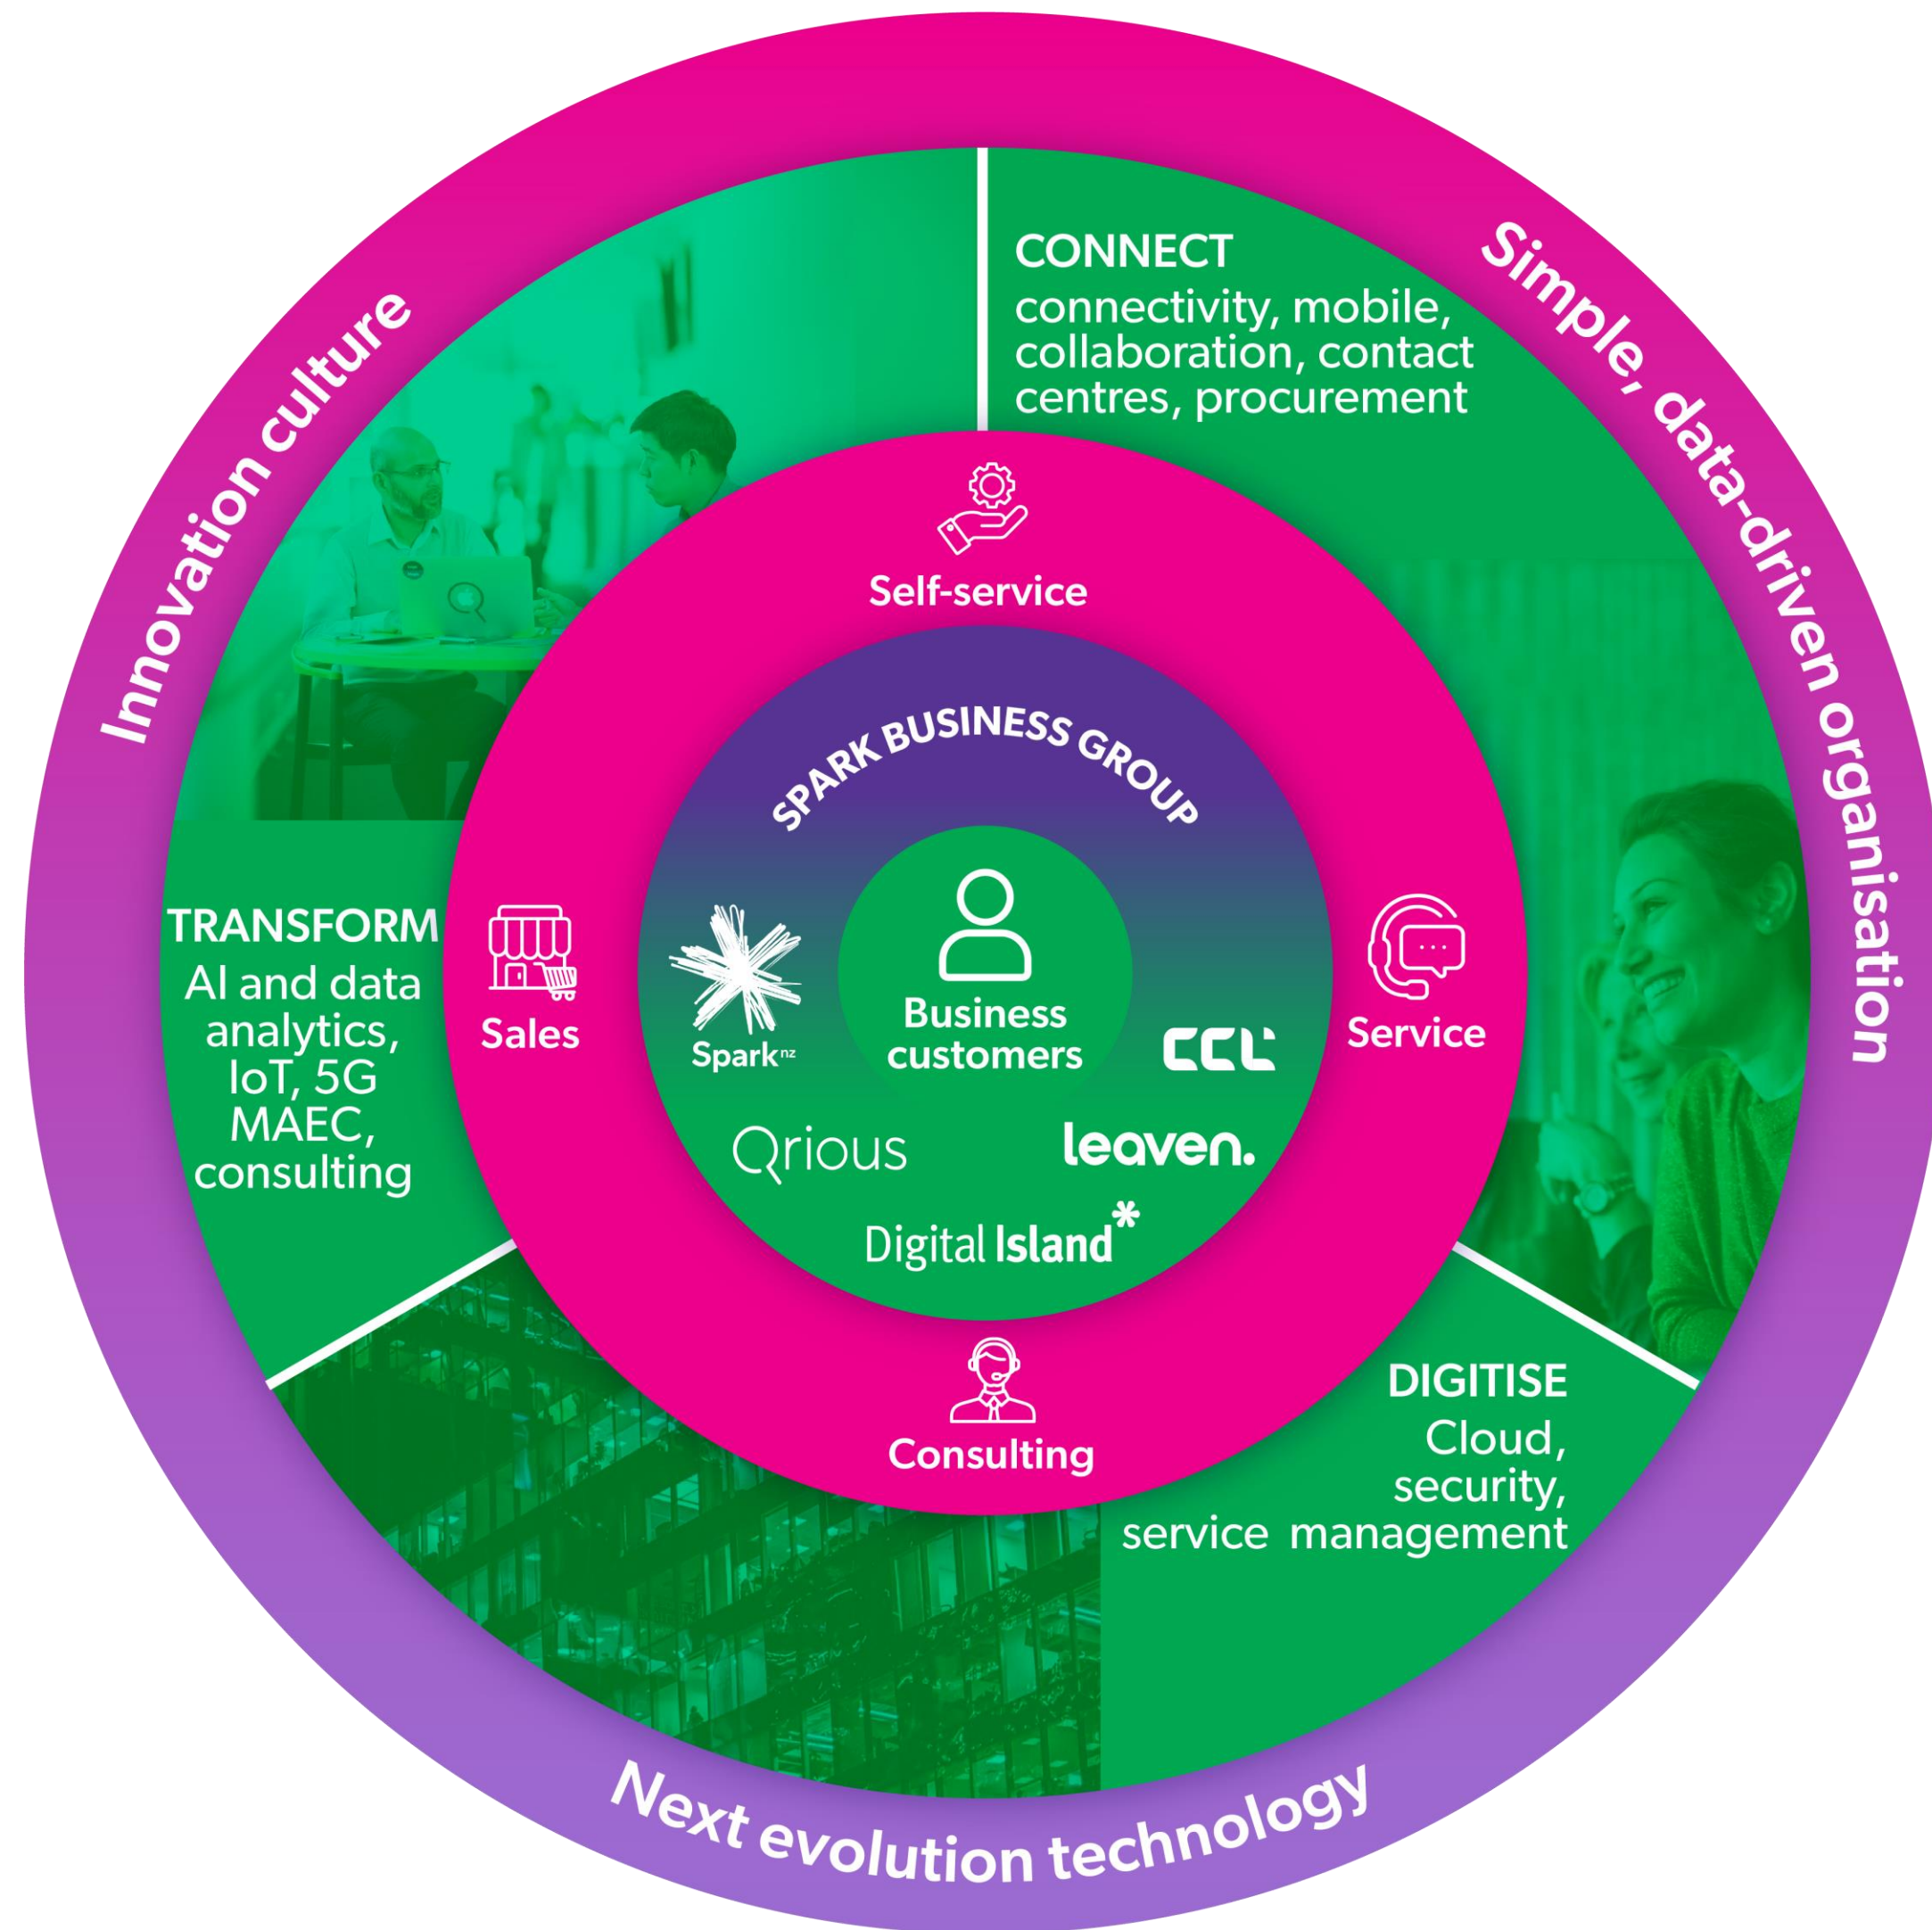 Innovation culture
Simple, data-driven organisation
CONNECT
connectivity, mobile,
collaboration, contact
centres, procurement
Self-service
SPARK BUSINESS GROUP
TRANSFORM
AI and data
analytics,
IoT, 5G
MAEC,
consulting
Sales
Spark nz
Business
customers
CCL
Service
Qrious
leaven.
Digital Island*
Consulting
DIGITISE
Cloud,
security,
service management
Next evolution technology